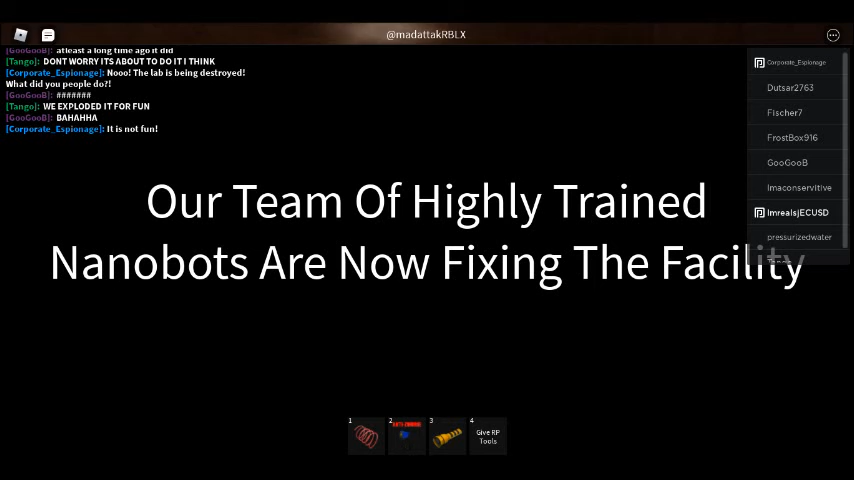 @madattakRBLX
[GooGooB]: atleast a long time ago it did
[Tango]: DONT WORRY ITS ABOUT TO DO IT I THINK
[Corporate_Espionage]: Nooo! The lab is being destroyed!
What did you people do?!
[GooGooB]: #######
[Tango]: WE EXPLODED IT FOR FUN
[GooGooB]: BAHAHHA
[Corporate_Espionage]: It is not fun!
Corporate_Espionage
Dutsar2763
Fischer7
FrostBox916
GooGooB
Imaconservitive
ImrealsjECUSD
pressurizedwater
Our Team Of Highly Trained
Nanobots Are Now Fixing The Facility
1
2
3
4
Give RP
Tools